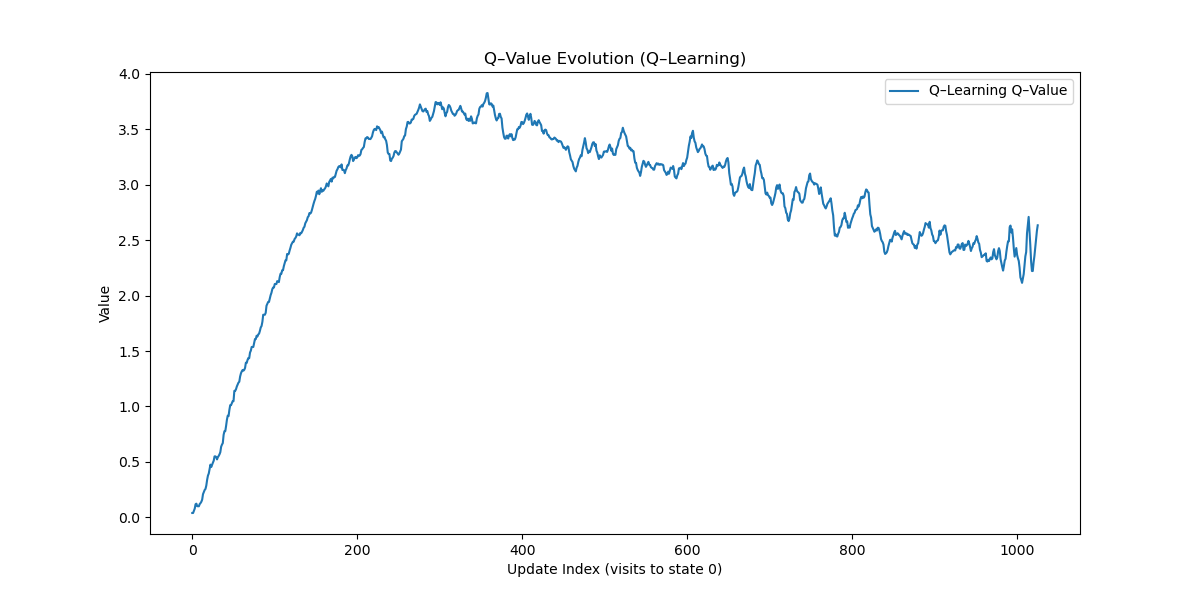 Q–Value Evolution (Q–Learning)
Q–Learning Q–Value
4.0
3.5
3.0
2.5
2.0
1.5
1.0
0.5
0.0
Value
0 200 400 600 800 1000
Update Index (visits to state 0)